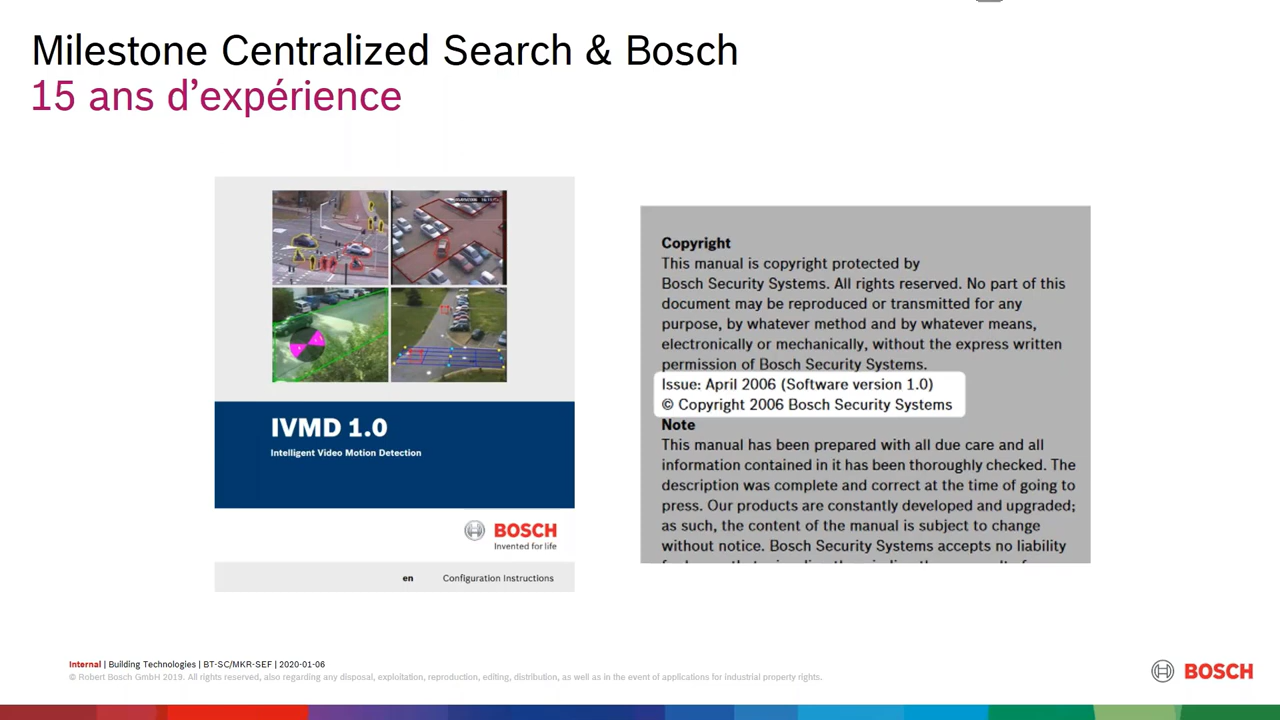 Milestone Centralized Search & Bosch
15 ans d’expérience
IVMD 1.0
Intelligent Video Motion Detection
BOSCH
Invented for life
en Configuration Instructions
Copyright
This manual is copyright protected by
Bosch Security Systems. All rights reserved. No part of this
document may be reproduced or transmitted for any
purpose, by whatever method and by whatever means,
electronically or mechanically, without the express written
permission of Bosch Security Systems.
Issue: April 2006 (Software version 1.0)
© Copyright 2006 Bosch Security Systems
Note
This manual has been prepared with all due care and all
information contained in it has been thoroughly checked. The
description was complete and correct at the time of going to
press. Our products are constantly developed and upgraded;
as such, the content of the manual is subject to change
without notice. Bosch Security Systems accepts no liability
Internal | Building Technologies | BT-SC/MKR-SEF | 2020-01-06
© Robert Bosch GmbH 2019. All rights reserved, also regarding any disposal, exploitation, reproduction, editing, distribution, as well as in the event of applications for industrial property rights.
BOSCH